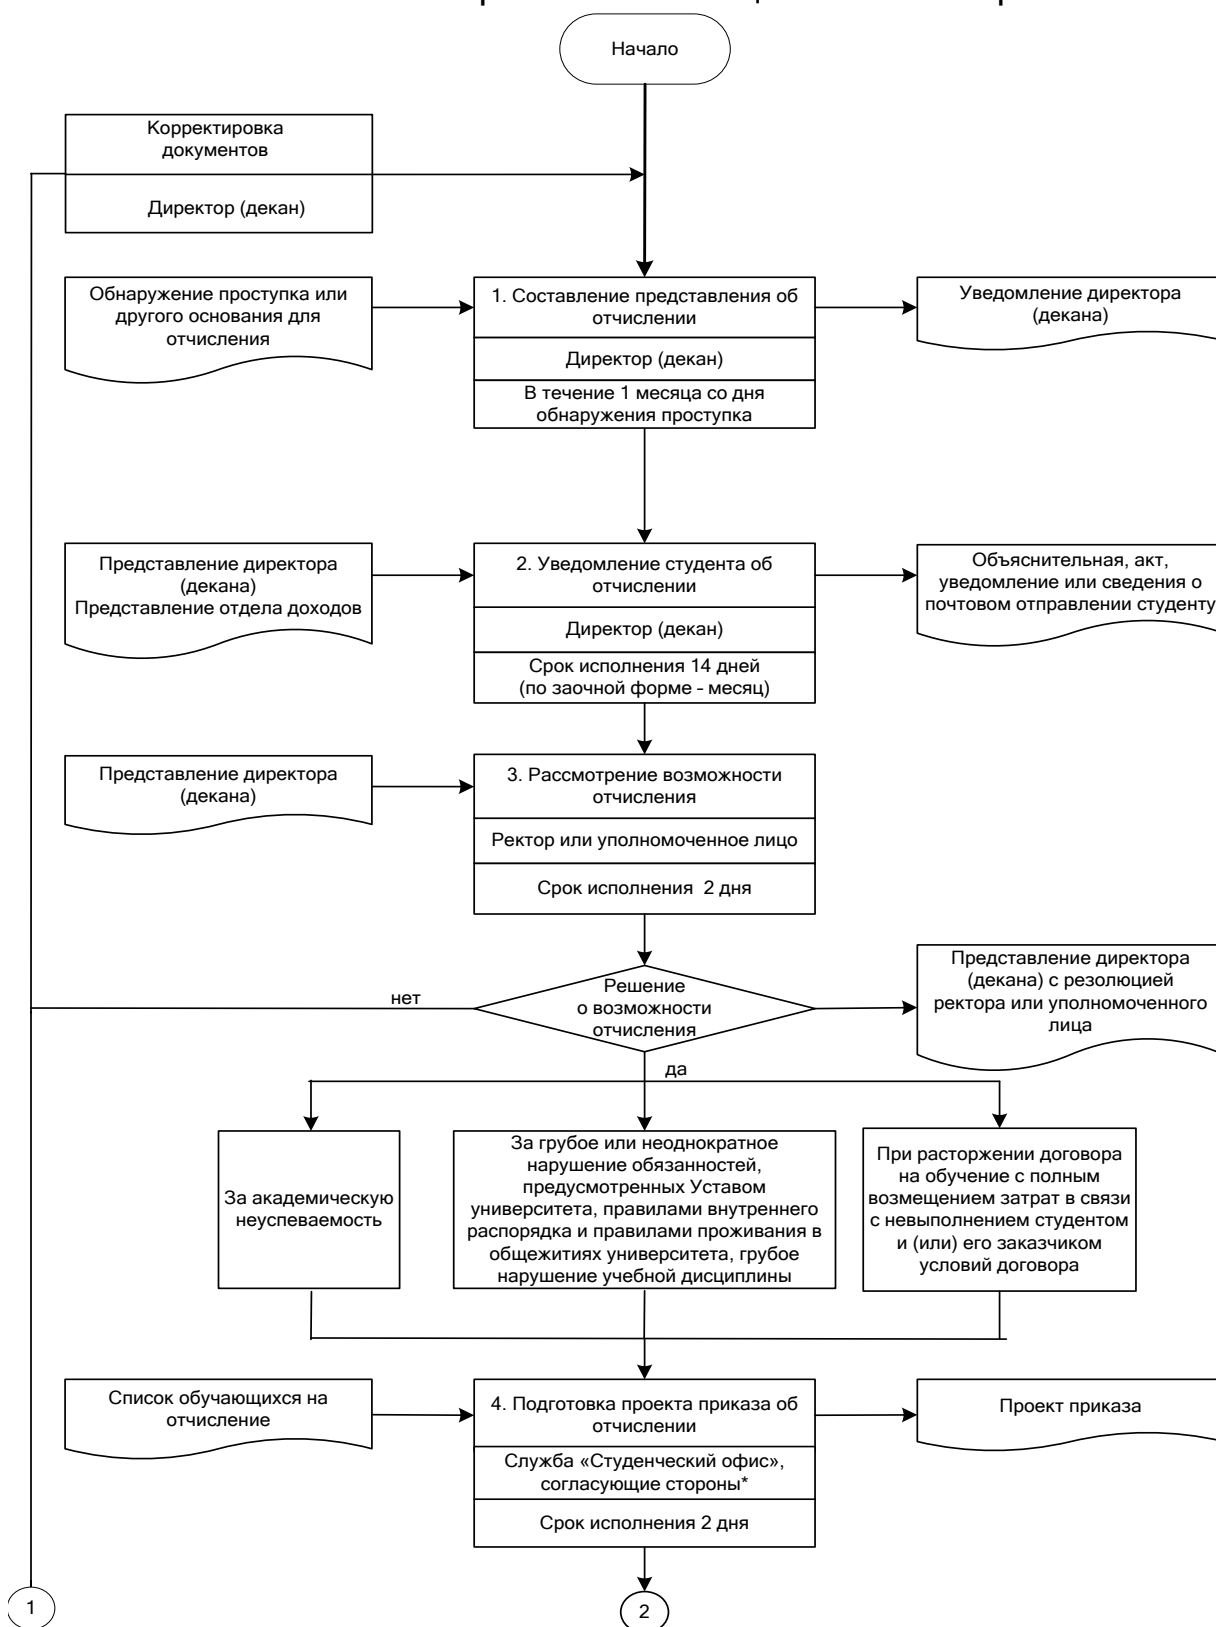 Начало
Корректировка
документов
Директор (декан)
Обнаружение проступка или
другого основания для
отчисления
1. Составление представления об
отчислении
Директор (декан)
В течение 1 месяца со дня
обнаружения проступка
Уведомление директора
(декана)
Представление директора
(декана)
Представление отдела доходов
2. Уведомление студента об
отчислении
Директор (декан)
Срок исполнения 14 дней
(по заочной форме - месяц)
Объяснительная, акт,
уведомление или сведения о
почтовом отправлении студенту
Представление директора
(декана)
3. Рассмотрение возможности
отчисления
Ректор или уполномоченное лицо
Срок исполнения 2 дня
нет
Решение
о возможности
отчисления
Представление директора
(декана) с резолюцией
ректора или уполномоченного
лица
да
За академическую
неуспеваемость
За грубое или неоднократное
нарушение обязанностей,
предусмотренных Уставом
университета, правилами внутреннего
распорядка и правилами проживания в
общежитиях университета, грубое
нарушение учебной дисциплины
При расторжении договора
на обучение с полным
возмещением затрат в связи
с невыполнением студентом
и (или) его заказчиком
условий договора
Список обучающихся на
отчисление
4. Подготовка проекта приказа об
отчислении
Служба «Студенческий офис»,
согласующие стороны*
Срок исполнения 2 дня
Проект приказа
1
2